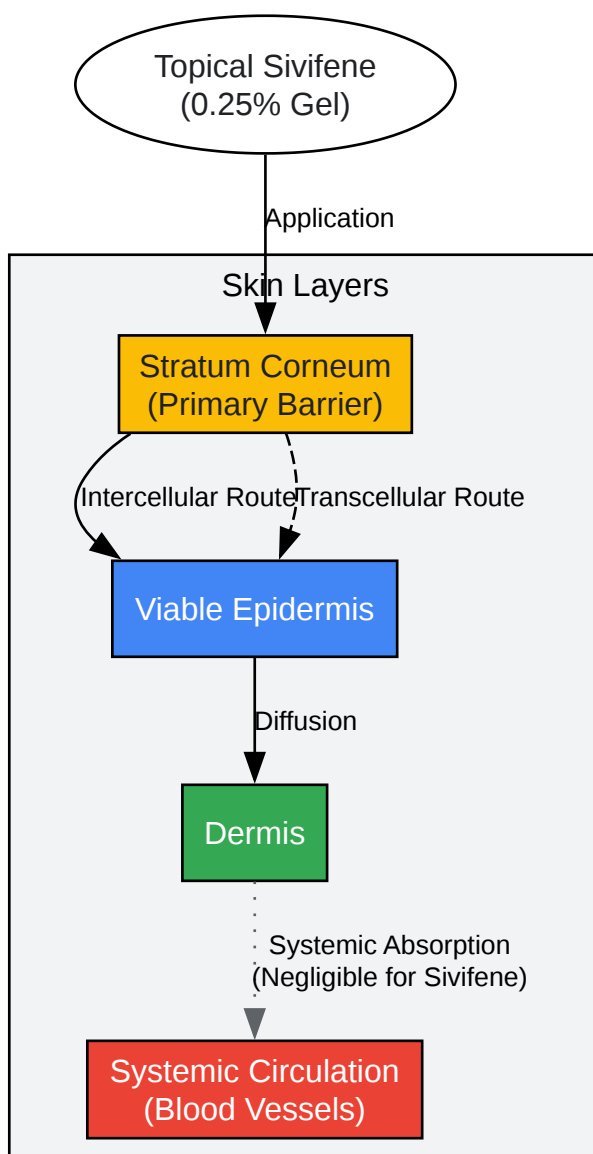 Topical Sivifene
(0.25% Gel)
Application
Skin Layers
Stratum Corneum
(Primary Barrier)
Intercellular Route
Transcellular Route
Viable Epidermis
Diffusion
Dermis
Systemic Absorption
(Negligible for Sivifene)
Systemic Circulation
(Blood Vessels)